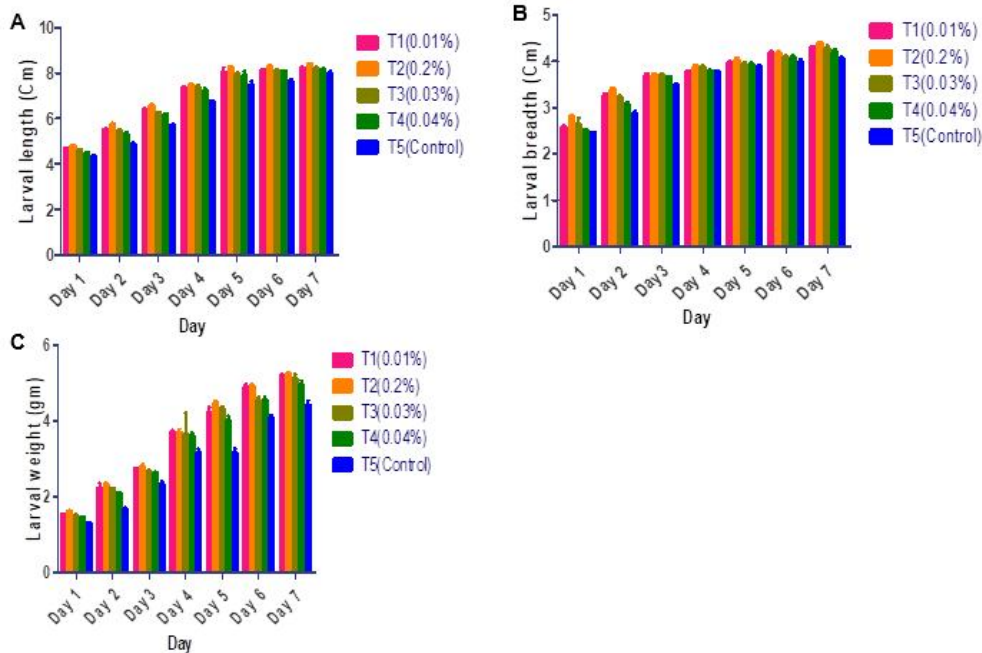 A
Larval length (Cm)
10
8
6
4
2
0
Day 1
Day 2
Day3
Day 4
Day 5
Day 6
Day 7
Day
T1(0.01%)
T2(0.2%)
T3(0.03%)
T4(0.04%)
T5(Control)
B
Larval breadth (Cm)
5
4
3
2
1
0
Day 1
Day 2
Day3
Day 4
Day 5
Day 6
Day 7
Day
T1(0.01%)
T2(0.2%)
T3(0.03%)
T4(0.04%)
T5(Control)
C
Larval weight (gm)
6
4
2
0
Day 1
Day 2
Day 3
Day 4
Day 5
Day 6
Day 7
Day
T1(0.01%)
T2(0.2%)
T3(0.03%)
T4(0.04%)
T5(Control)